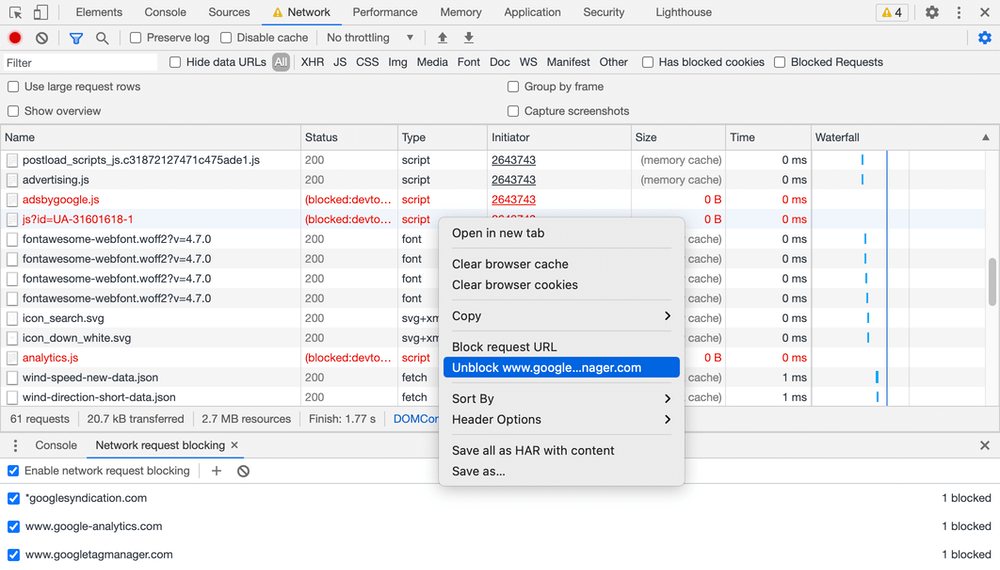 Elements Console Sources Network Performance Memory Application Security Lighthouse 4
Preserve log Disable cache No throttling
Filter Hide data URLs All XHR JS CSS Img Media Font Doc WS Manifest Other Has blocked cookies Blocked Requests
Use large request rows Group by frame
Show overview Capture screenshots
Name Status Type Initiator Size Time Waterfall
postload_scripts_js.c31872127471c475ade1.js 200 script 2643743 (memory cache) 0 ms
advertising.js 200 script 2643743 (memory cache) 0 ms
adsbygoogle.js (blocked:devto... script 2643743 0 B 0 ms
js?id=UA-31601618-1 (blocked:devto... script 0 B 0 ms
fontawesome-webfont.woff2?v=4.7.0 200 font cache) 0 ms
fontawesome-webfont.woff2?v=4.7.0 200 font cache) 0 ms
fontawesome-webfont.woff2?v=4.7.0 200 font cache) 0 ms
fontawesome-webfont.woff2?v=4.7.0 200 font cache) 0 ms
icon_search.svg 200 svg+xm cache) 0 ms
icon_down_white.svg 200 svg+xm cache) 0 ms
analytics.js (blocked:devto... script 0 B 0 ms
wind-speed-new-data.json 200 fetch cache) 1 ms
wind-direction-short-data.json 200 fetch cache) 1 ms
61 requests 20.7 kB transferred 2.7 MB resources Finish: 1.77 s DOMCor
Open in new tab
Clear browser cache
Clear browser cookies
Copy
Block request URL
Unblock www.google...nager.com
Sort By
Header Options
Save all as HAR with content
Save as...
Console Network request blocking
Enable network request blocking
*googlesyndication.com 1 blocked
www.google-analytics.com 1 blocked
www.googletagmanager.com 1 blocked